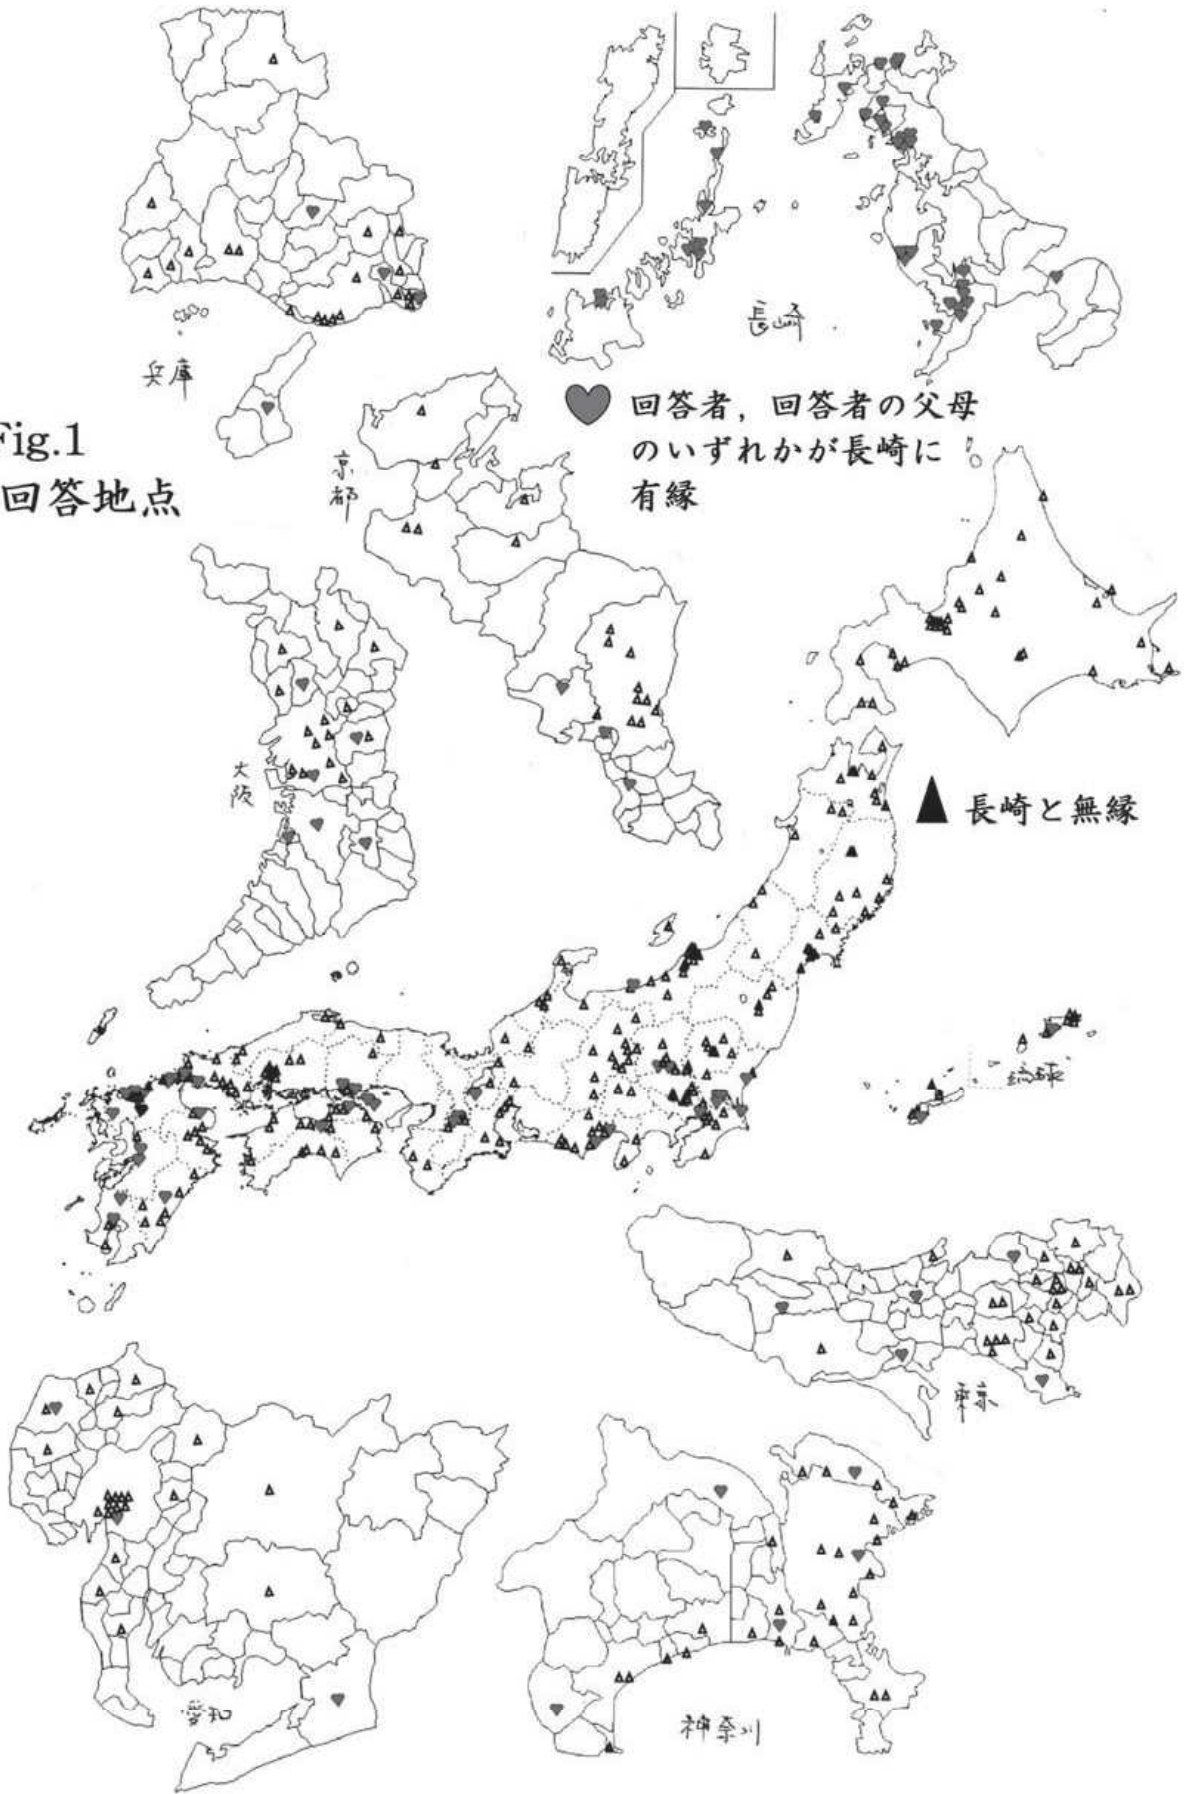 兵庫
長崎
回答者, 回答者の父母
のいずれかが長崎に
有縁
Fig.1
回答地点
京都
大阪
長崎と無縁
琉球
東京
愛知
神奈川